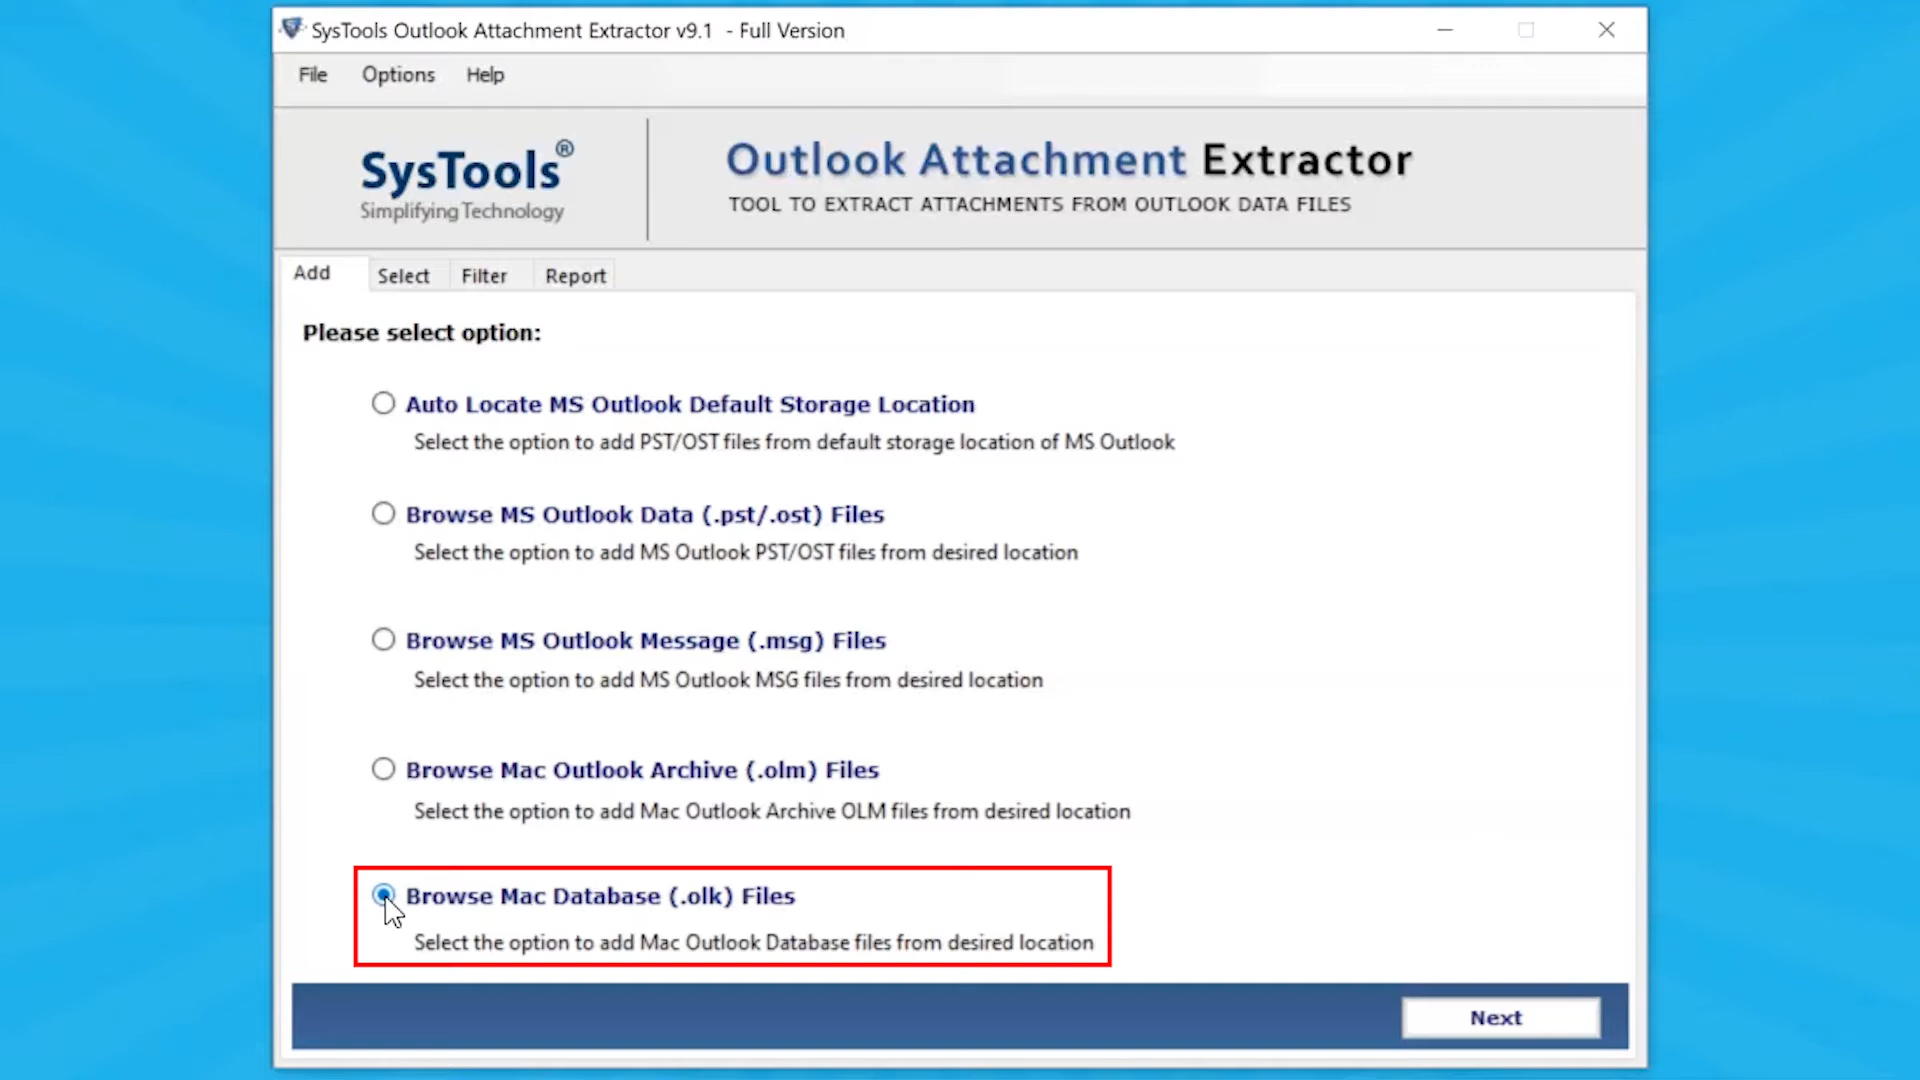 SysTools Outlook Attachment Extractor v9.1 - Full Version
File Options Help
SysTools®
Simplifying Technology
Outlook Attachment Extractor
TOOL TO EXTRACT ATTACHMENTS FROM OUTLOOK DATA FILES
Add Select Filter Report
Please select option:
Auto Locate MS Outlook Default Storage Location
Select the option to add PST/OST files from default storage location of MS Outlook
Browse MS Outlook Data (.pst/.ost) Files
Select the option to add MS Outlook PST/OST files from desired location
Browse MS Outlook Message (.msg) Files
Select the option to add MS Outlook MSG files from desired location
Browse Mac Outlook Archive (.olm) Files
Select the option to add Mac Outlook Archive OLM files from desired location
Browse Mac Database (.olk) Files
Select the option to add Mac Outlook Database files from desired location
Next